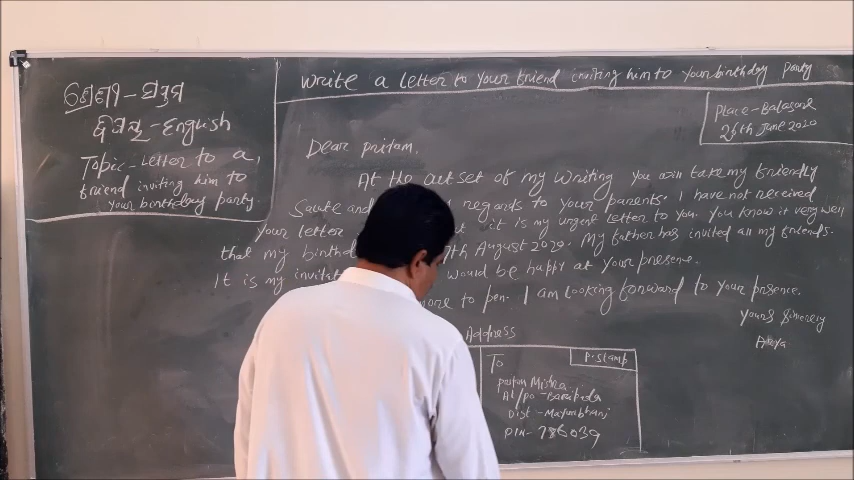 ଶ୍ରେଣୀ - ସପ୍ତମ
ବିଷୟ - English
Topic - Letter to a
friend inviting him to
your birthday party.
Write a letter to your friend inviting him to your birthday party
Place - Balasore
26th June 2020
Dear Pritam,
At the outset of my writing you will take my friendly
Salute and regards to your parents. I have not received
your letter it is my urgent letter to you. You know it very well
that my birthd 7th August 2020. My father has invited all my friends.
It is my invitat would be happy at your presene.
more to pen. I am looking forward to your presence.
Yours sincerely
Address
To
P. stamp
Mishra
At/po - Baripada
Dist - Mayurbhanj
PIN - 786039